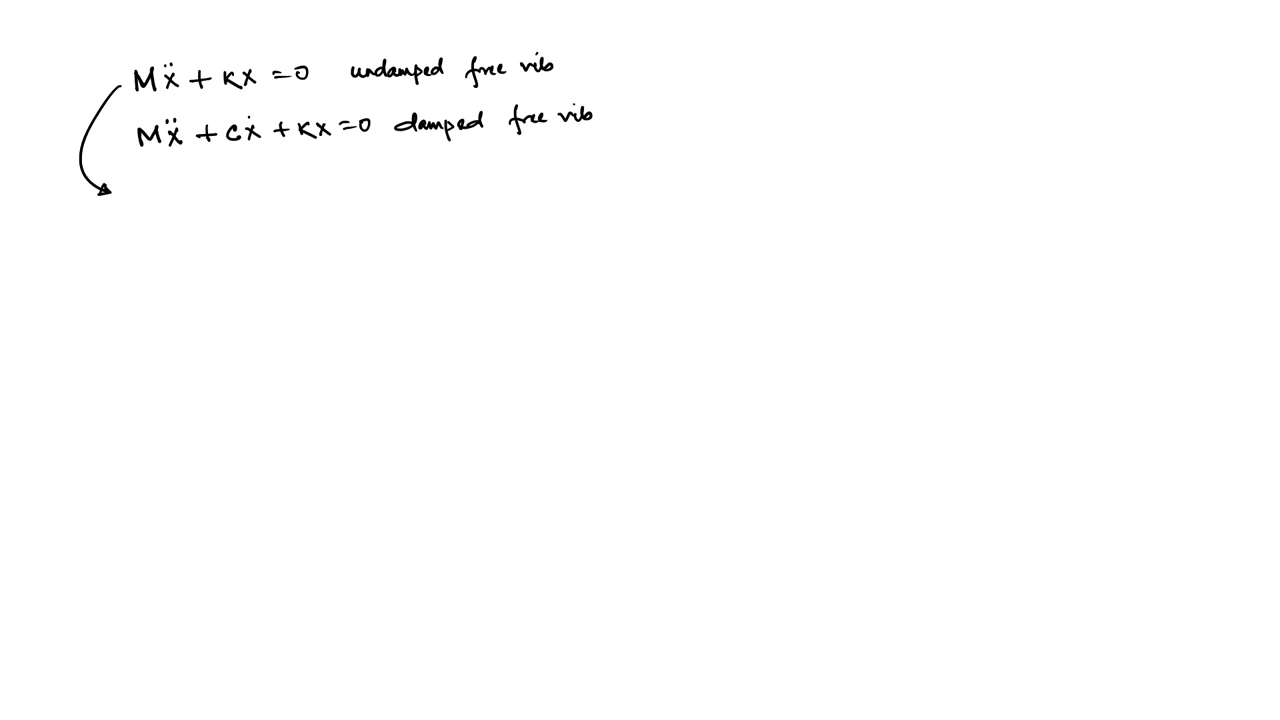 Mẍ + Kx = 0 undamped free vib
Mẍ + Cẋ + Kx = 0 damped free vib